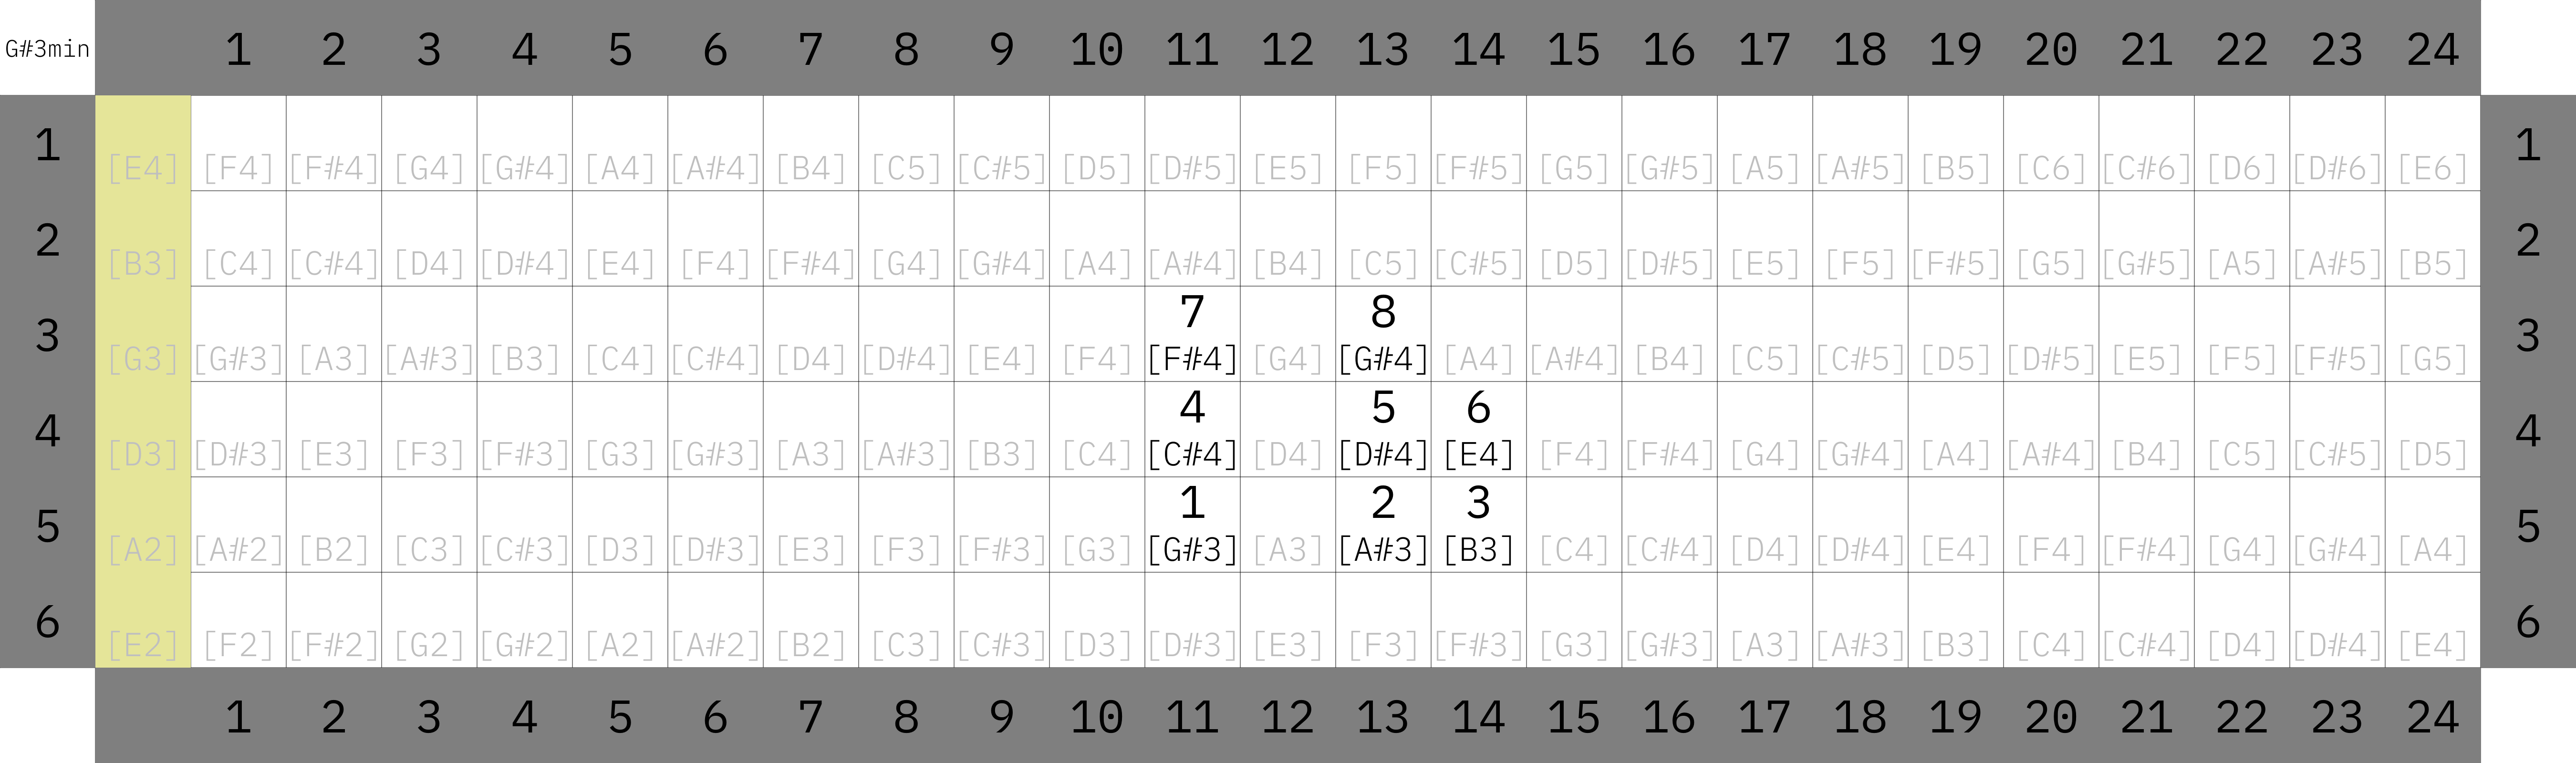 G#3min 1 2 3 4 5 6 7 8 9 10 11 12 13 14 15 16 17 18 19 20 21 22 23 24
1 [E4] [F4] [F#4] [G4] [G#4] [A4] [A#4] [B4] [C5] [C#5] [D5] [D#5] [E5] [F5] [F#5] [G5] [G#5] [A5] [A#5] [B5] [C6] [C#6] [D6] [D#6] [E6] 1
2 [B3] [C4] [C#4] [D4] [D#4] [E4] [F4] [F#4] [G4] [G#4] [A4] [A#4] [B4] [C5] [C#5] [D5] [D#5] [E5] [F5] [F#5] [G5] [G#5] [A5] [A#5] [B5] 2
7 8
3 [G3] [G#3] [A3] [A#3] [B3] [C4] [C#4] [D4] [D#4] [E4] [F4] [F#4] [G4] [G#4] [A4] [A#4] [B4] [C5] [C#5] [D5] [D#5] [E5] [F5] [F#5] [G5] 3
4 5 6
4 [D3] [D#3] [E3] [F3] [F#3] [G3] [G#3] [A3] [A#3] [B3] [C4] [C#4] [D4] [D#4] [E4] [F4] [F#4] [G4] [G#4] [A4] [A#4] [B4] [C5] [C#5] [D5] 4
1 2 3
5 [A2] [A#2] [B2] [C3] [C#3] [D3] [D#3] [E3] [F3] [F#3] [G3] [G#3] [A3] [A#3] [B3] [C4] [C#4] [D4] [D#4] [E4] [F4] [F#4] [G4] [G#4] [A4] 5
6 [E2] [F2] [F#2] [G2] [G#2] [A2] [A#2] [B2] [C3] [C#3] [D3] [D#3] [E3] [F3] [F#3] [G3] [G#3] [A3] [A#3] [B3] [C4] [C#4] [D4] [D#4] [E4] 6
1 2 3 4 5 6 7 8 9 10 11 12 13 14 15 16 17 18 19 20 21 22 23 24